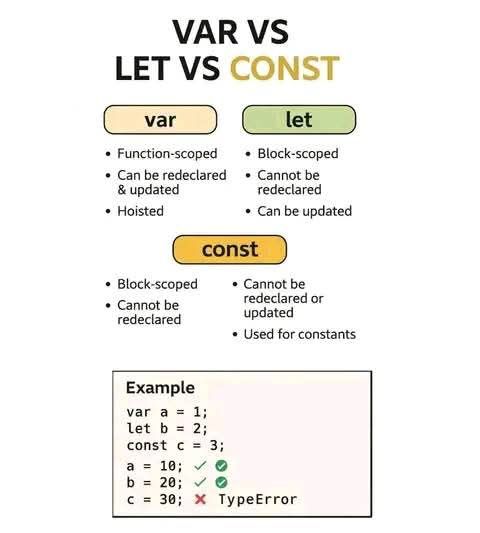 VAR VS
LET VS CONST
var
• Function-scoped
• Can be redeclared
& updated
• Hoisted
let
• Block-scoped
• Cannot be
redeclared
• Can be updated
const
• Block-scoped
• Cannot be
redeclared
• Cannot be
redeclared or
updated
• Used for constants
Example
var a = 1;
let b = 2;
const c = 3;
a = 10; ✓ ✅
b = 20; ✓ ✅
c = 30; ❌ TypeError